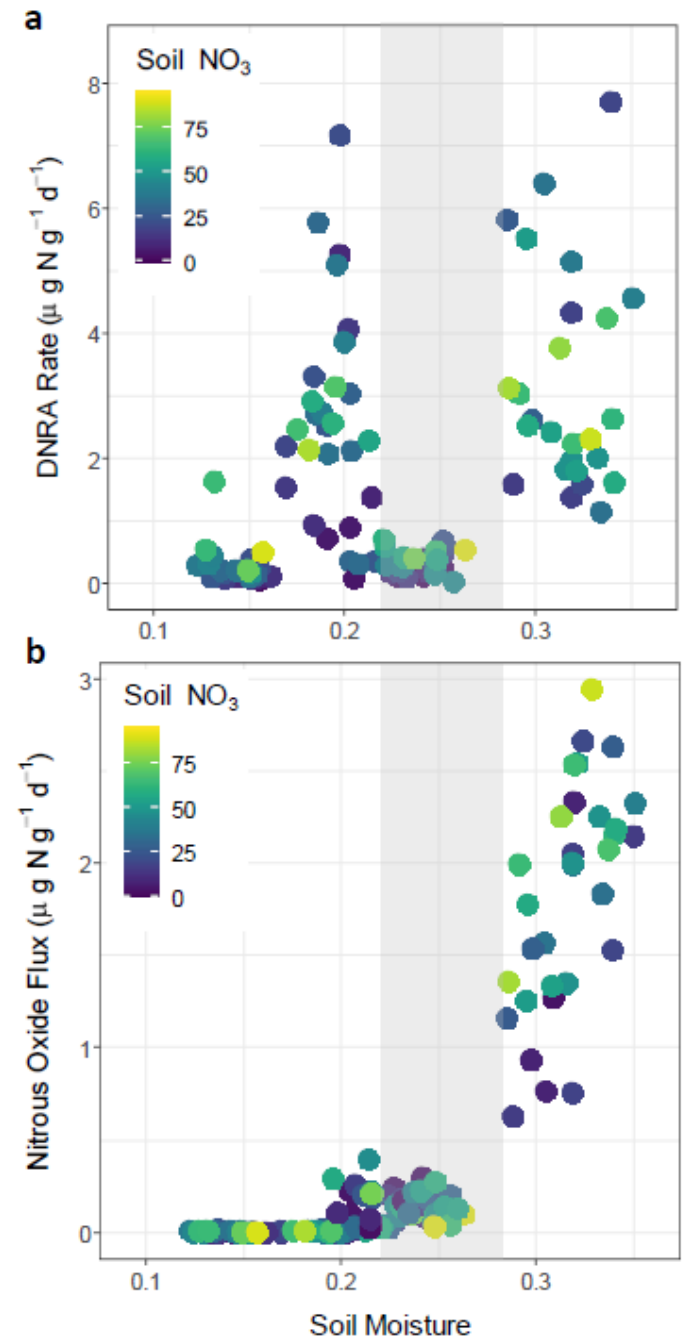 a
Soil NO₃
75
50
25
0
8
6
4
2
0
DNRA Rate (μ g N g⁻¹ d⁻¹)
0.1 0.2 0.3
b
Soil NO₃
75
50
25
0
3
2
1
0
Nitrous Oxide Flux (μ g N g⁻¹ d⁻¹)
0.1 0.2 0.3
Soil Moisture